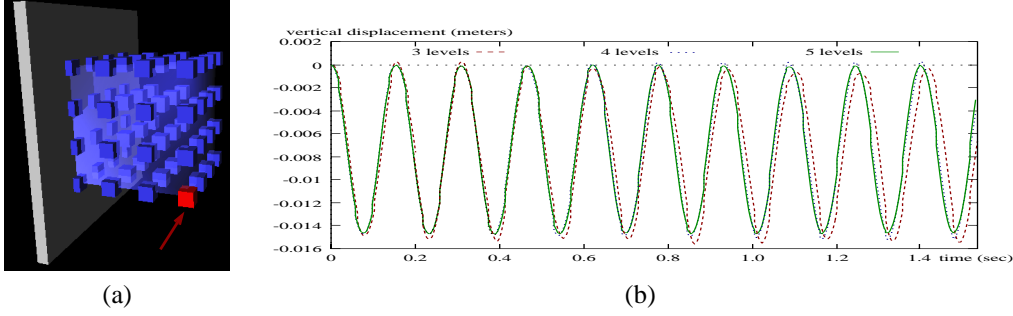 vertical displacement (meters)
0.002
0
-0.002
-0.004
-0.006
-0.008
-0.01
-0.012
-0.014
-0.016
3 levels 4 levels 5 levels
0 0.2 0.4 0.6 0.8 1.0 1.2 1.4 time (sec)
(a) (b)